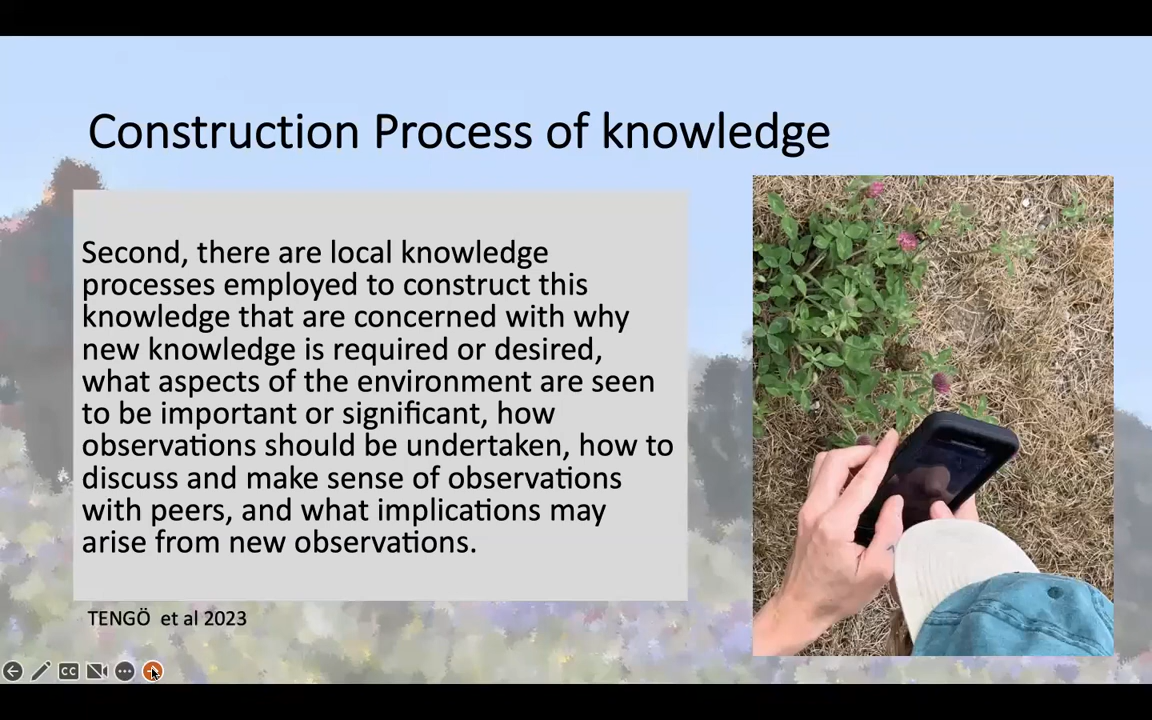 Construction Process of knowledge
Second, there are local knowledge
processes employed to construct this
knowledge that are concerned with why
new knowledge is required or desired,
what aspects of the environment are seen
to be important or significant, how
observations should be undertaken, how to
discuss and make sense of observations
with peers, and what implications may
arise from new observations.
TENGÖ et al 2023
CC